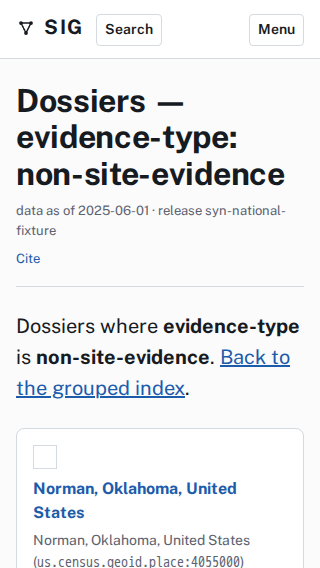 SIG
Search
Menu
Dossiers —
evidence-type:
non-site-evidence
data as of 2025-06-01 · release syn-national-
fixture
Cite
Dossiers where evidence-type
is non-site-evidence. Back to
the grouped index.
Norman, Oklahoma, United
States
Norman, Oklahoma, United States
(us.census.geoid.place:4055000)